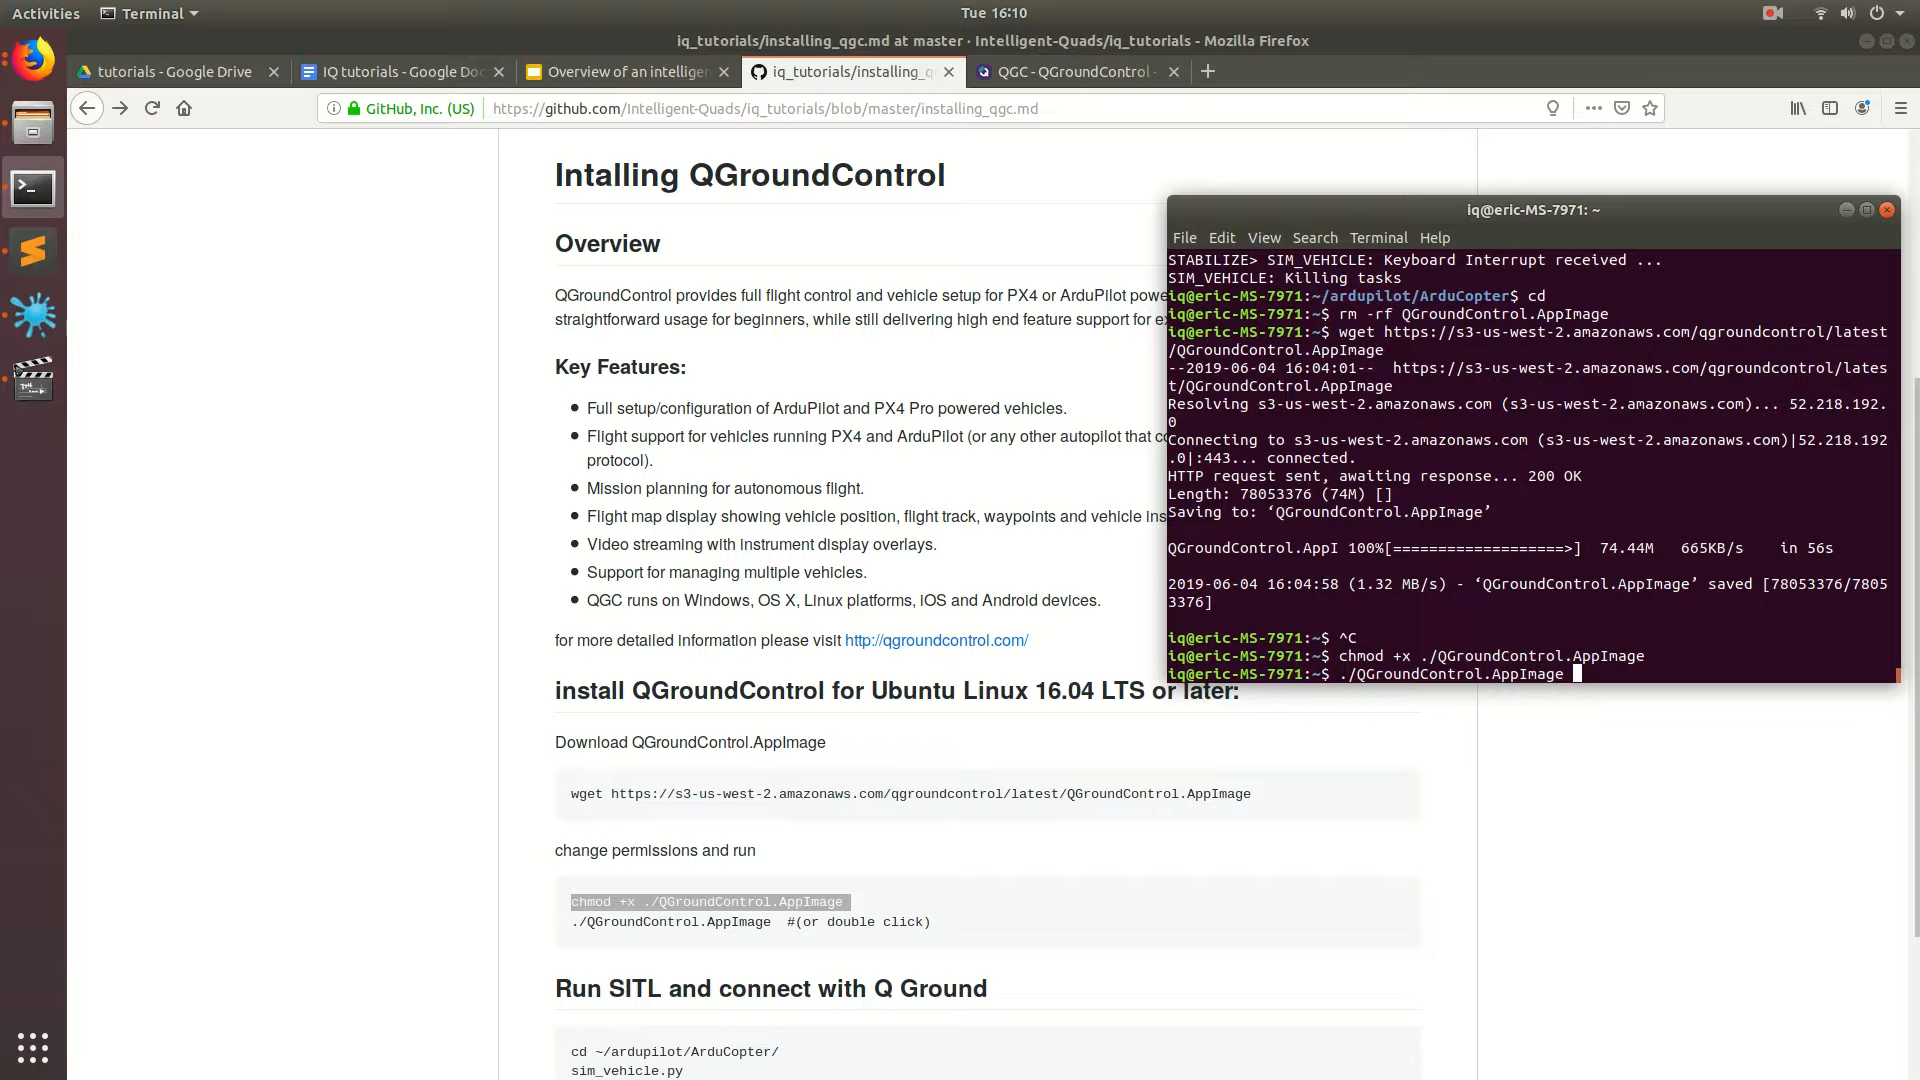 Activities
Terminal
Tue 16:10
iq_tutorials/installing_qgc.md at master · Intelligent-Quads/iq_tutorials - Mozilla Firefox
tutorials - Google Drive
IQ tutorials - Google Doc
Overview of an intelligen
iq_tutorials/installing_q
QGC - QGroundControl -
GitHub, Inc. (US)
https://github.com/Intelligent-Quads/iq_tutorials/blob/master/installing_qgc.md
Intalling QGroundControl
Overview
QGroundControl provides full flight control and vehicle setup for PX4 or ArduPilot powe
straightforward usage for beginners, while still delivering high end feature support for ex
Key Features:
Full setup/configuration of ArduPilot and PX4 Pro powered vehicles.
Flight support for vehicles running PX4 and ArduPilot (or any other autopilot that co
protocol).
Mission planning for autonomous flight.
Flight map display showing vehicle position, flight track, waypoints and vehicle ins
Video streaming with instrument display overlays.
Support for managing multiple vehicles.
QGC runs on Windows, OS X, Linux platforms, iOS and Android devices.
for more detailed information please visit http://qgroundcontrol.com/
install QGroundControl for Ubuntu Linux 16.04 LTS or later:
Download QGroundControl.AppImage
wget https://s3-us-west-2.amazonaws.com/qgroundcontrol/latest/QGroundControl.AppImage
change permissions and run
chmod +x ./QGroundControl.AppImage
./QGroundControl.AppImage  #(or double click)
Run SITL and connect with Q Ground
cd ~/ardupilot/ArduCopter/
sim_vehicle.py
iq@eric-MS-7971: ~
File Edit View Search Terminal Help
STABILIZE> SIM_VEHICLE: Keyboard Interrupt received ...
SIM_VEHICLE: Killing tasks
iq@eric-MS-7971:~/ardupilot/ArduCopter$ cd
iq@eric-MS-7971:~$ rm -rf QGroundControl.AppImage
iq@eric-MS-7971:~$ wget https://s3-us-west-2.amazonaws.com/qgroundcontrol/latest
/QGroundControl.AppImage
--2019-06-04 16:04:01--  https://s3-us-west-2.amazonaws.com/qgroundcontrol/lates
t/QGroundControl.AppImage
Resolving s3-us-west-2.amazonaws.com (s3-us-west-2.amazonaws.com)... 52.218.192.
0
Connecting to s3-us-west-2.amazonaws.com (s3-us-west-2.amazonaws.com)|52.218.192
.0|:443... connected.
HTTP request sent, awaiting response... 200 OK
Length: 78053376 (74M) []
Saving to: ‘QGroundControl.AppImage’
QGroundControl.AppI 100%[===================>]  74.44M   665KB/s    in 56s
2019-06-04 16:04:58 (1.32 MB/s) - ‘QGroundControl.AppImage’ saved [78053376/7805
3376]
iq@eric-MS-7971:~$ ^C
iq@eric-MS-7971:~$ chmod +x ./QGroundControl.AppImage
iq@eric-MS-7971:~$ ./QGroundControl.AppImage